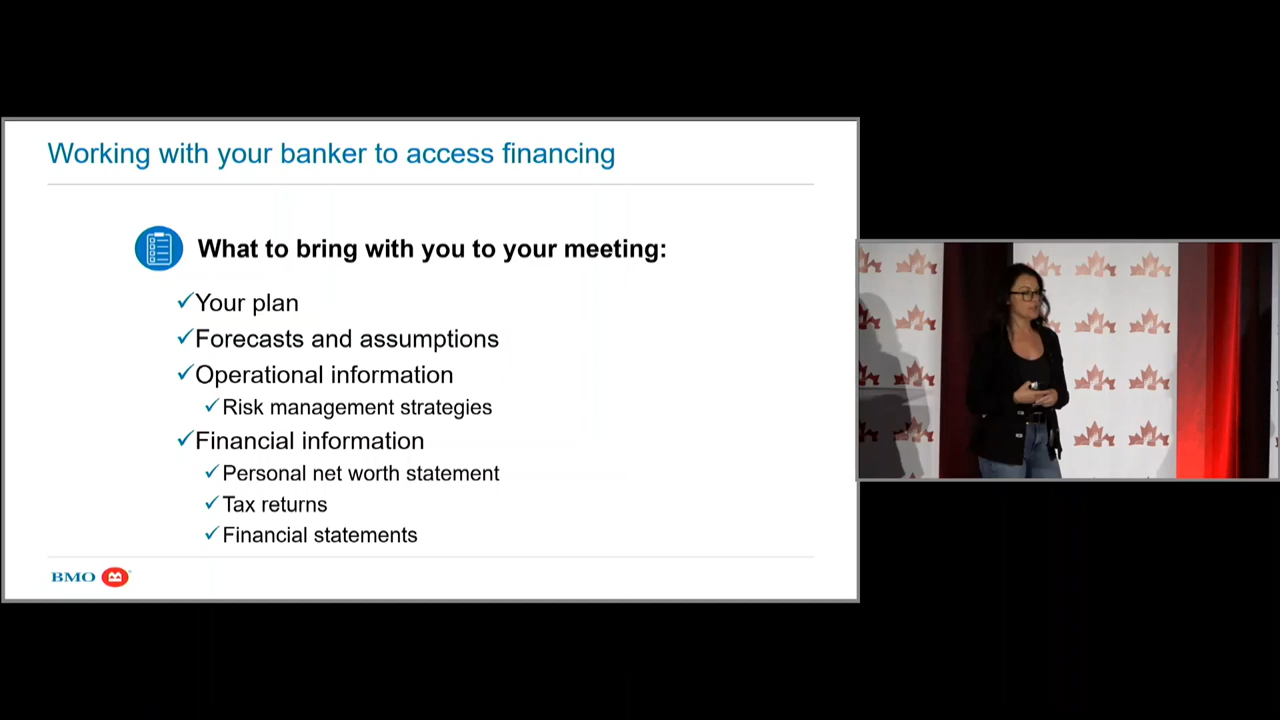 Working with your banker to access financing
What to bring with you to your meeting:
✓Your plan
✓Forecasts and assumptions
✓Operational information
✓Risk management strategies
✓Financial information
✓Personal net worth statement
✓Tax returns
✓Financial statements
BMO